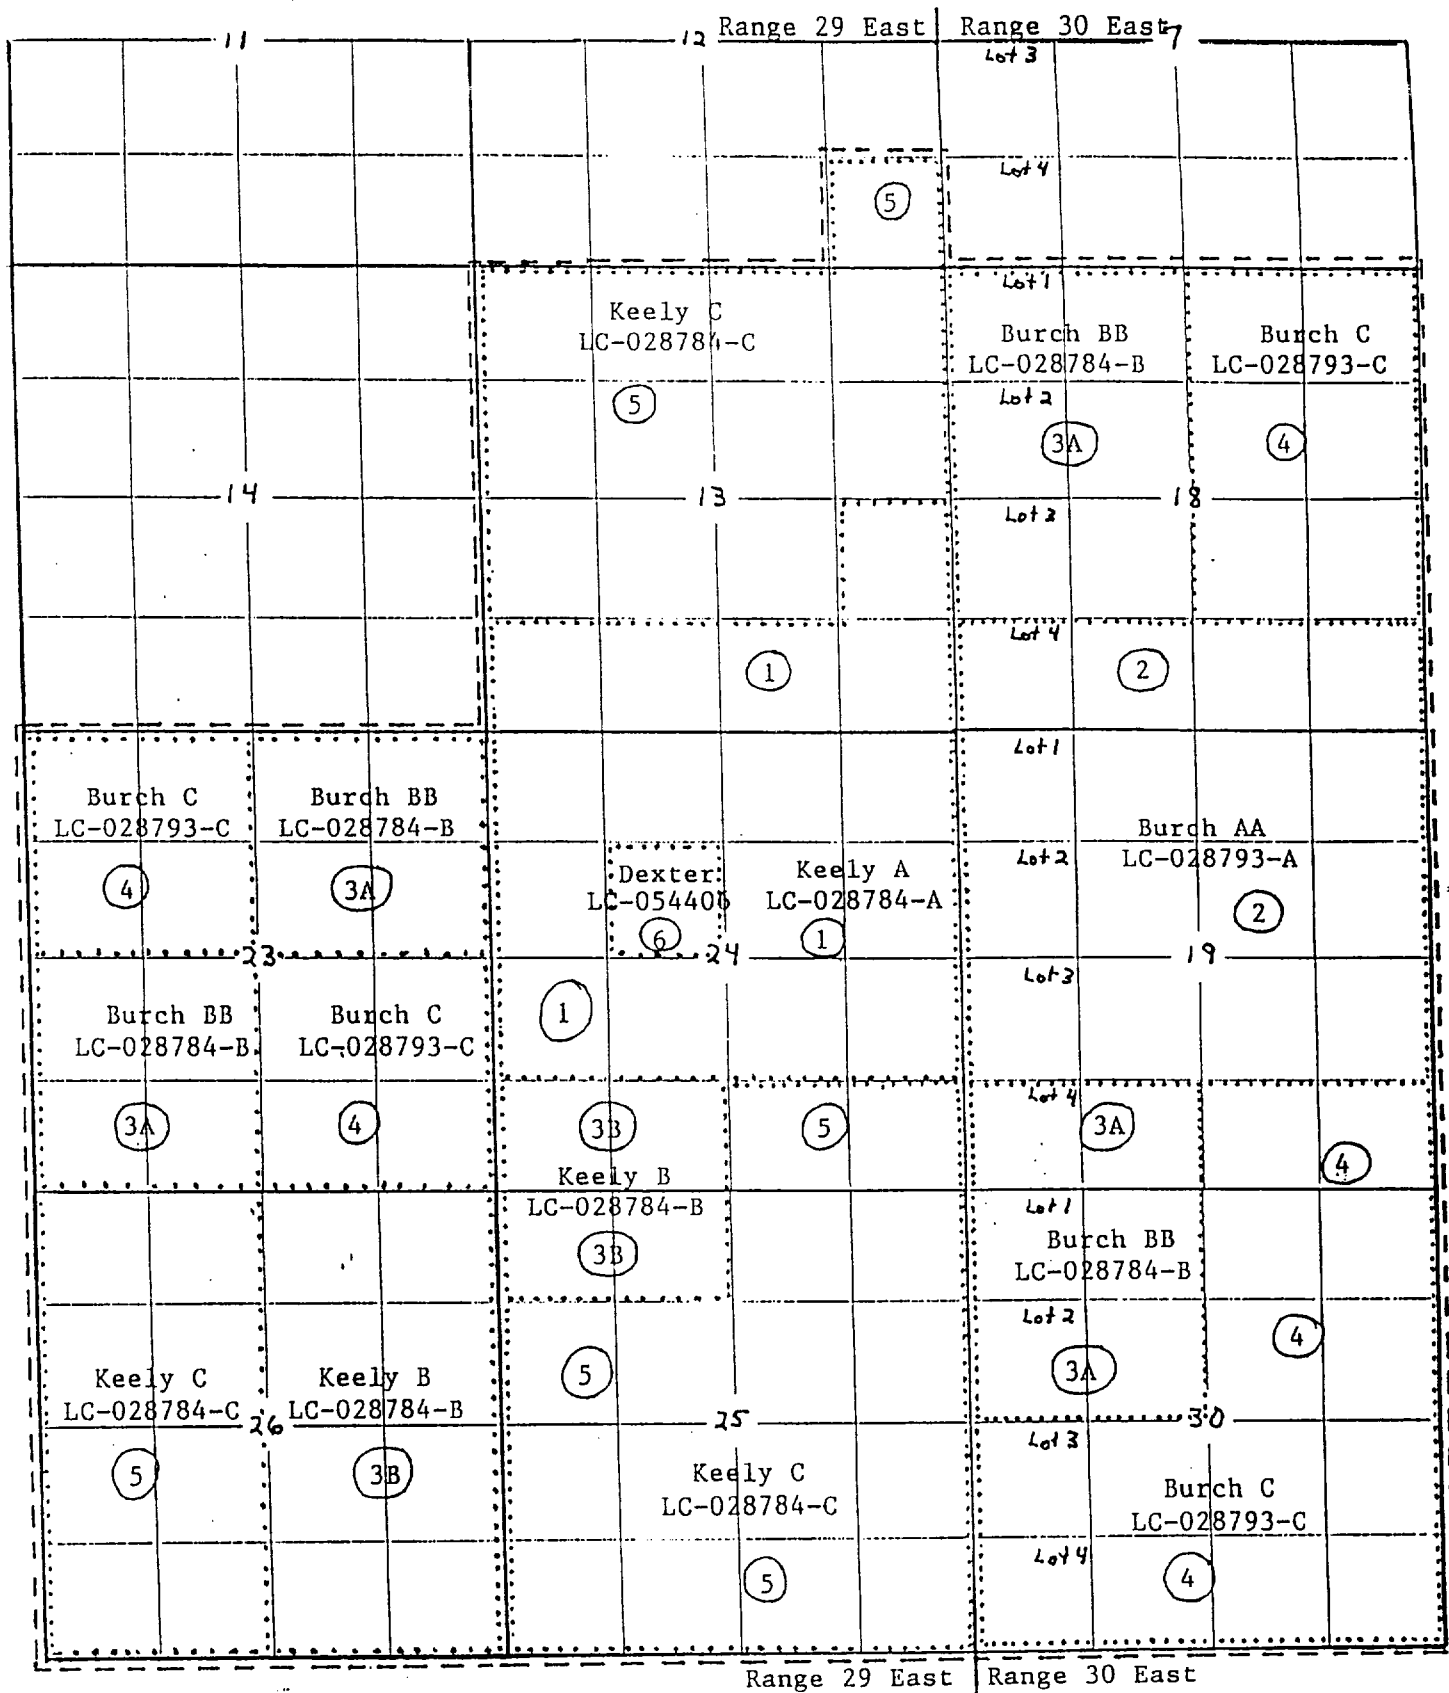 Range 29 East Range 30 East
11 12 7
Lot 3
Lot 4
5
Lot 1
Keely C
LC-028784-C
Burch BB
LC-028784-B
Burch C
LC-028793-C
Lot 2
5
3A
4
14 13 18
Lot 3
Lot 4
1
2
Lot 1
Burch C
LC-028793-C
Burch BB
LC-028784-B
Burch AA
LC-028793-A
Lot 2
Dexter
LC-054406
Keely A
LC-028784-A
4
3A
6
1
2
23 24 19
Lot 3
Burch BB
LC-028784-B
Burch C
LC-028793-C
1
Lot 4
3A
4
3B
5
3A
4
Keely B
LC-028784-B
Lot 1
3B
Burch BB
LC-028784-B
Lot 2
4
5
3A
Keely C
LC-028784-C
Keely B
LC-028784-B
26 25 30
Lot 3
5
3B
Keely C
LC-028784-C
Burch C
LC-028793-C
Lot 4
5
4
Range 29 East Range 30 East